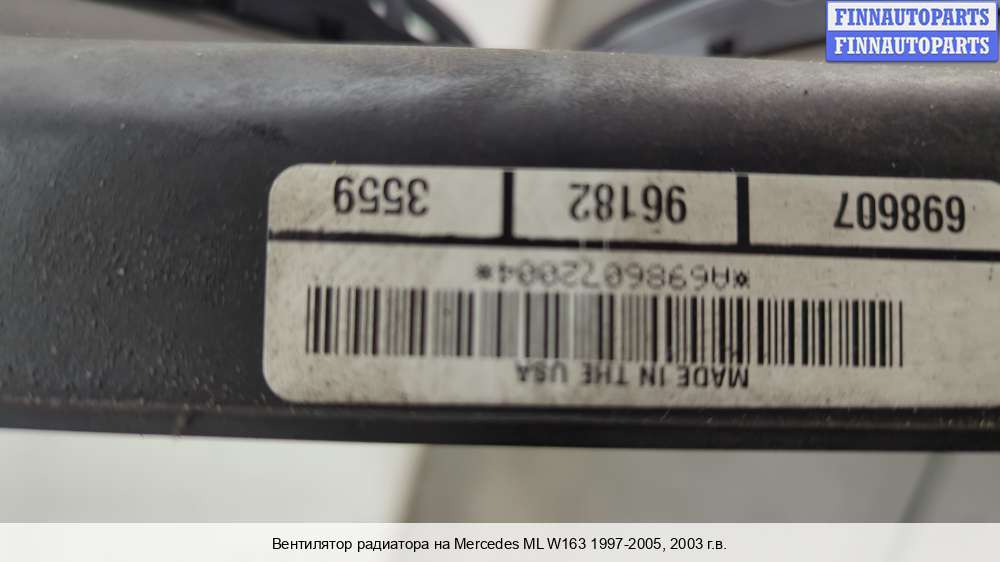 FINNAUTOPARTS
FINNAUTOPARTS
MADE IN THE USA
*A6986072004*
698607 96182 3559
Вентилятор радиатора на Mercedes ML W163 1997-2005, 2003 г.в.